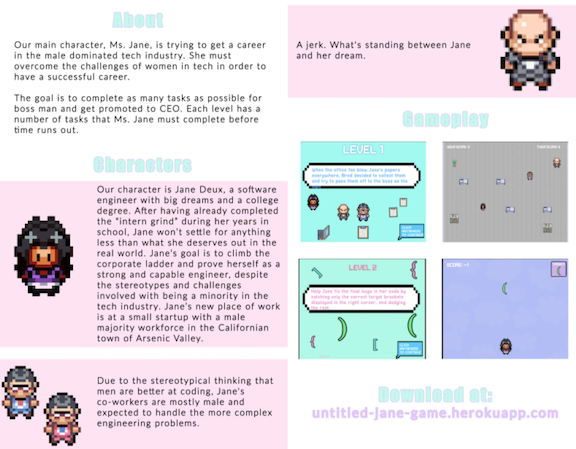 About
Our main character, Ms. Jane, is trying to get a career
in the male dominated tech industry. She must
overcome the challenges of women in tech in order to
have a successful career.
The goal is to complete as many tasks as possible for
boss man and get promoted to CEO. Each level has a
number of tasks that Ms. Jane must complete before
time runs out.
Characters
Our character is Jane Deux, a software
engineer with big dreams and a college
degree. After having already completed
the "intern grind" during her years in
school, Jane won't settle for anything
less than what she deserves out in the
real world. Jane's goal is to climb the
corporate ladder and prove herself as a
strong and capable engineer, despite
the stereotypes and challenges
involved with being a minority in the
tech industry. Jane's new place of work
is at a small startup with a male
majority workforce in the Californian
town of Arsenic Valley.
Due to the stereotypical thinking that
men are better at coding, Jane's
co-workers are mostly male and
expected to handle the more complex
engineering problems.
A jerk. What's standing between Jane
and her dream.
Gameplay
LEVEL 1
When the office fan blew Jane's papers
everywhere, Brad decided to collect them
and try to pass them off to the boss as his
LEVEL 2
Help Jane fix the final bugs in her code by
catching only the correct target brackets
displayed in the right corner, and dodging
the rest
SCORE: -1
Download at:
untitled-jane-game.herokuapp.com